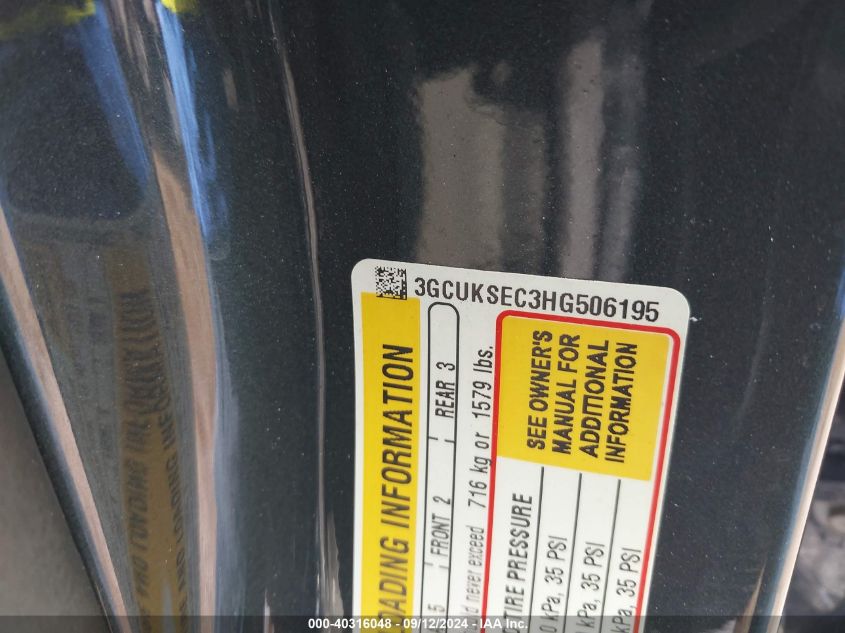 3GCUKSEC3HG506195
LOADING INFORMATION
5 FRONT 2 REAR 3
never exceed 716 kg or 1579 lbs.
TIRE PRESSURE
SEE OWNER'S
MANUAL FOR
ADDITIONAL
INFORMATION
kPa, 35 PSI
kPa, 35 PSI
kPa, 35 PSI
000-40316048 - 09/12/2024 - IAA Inc.